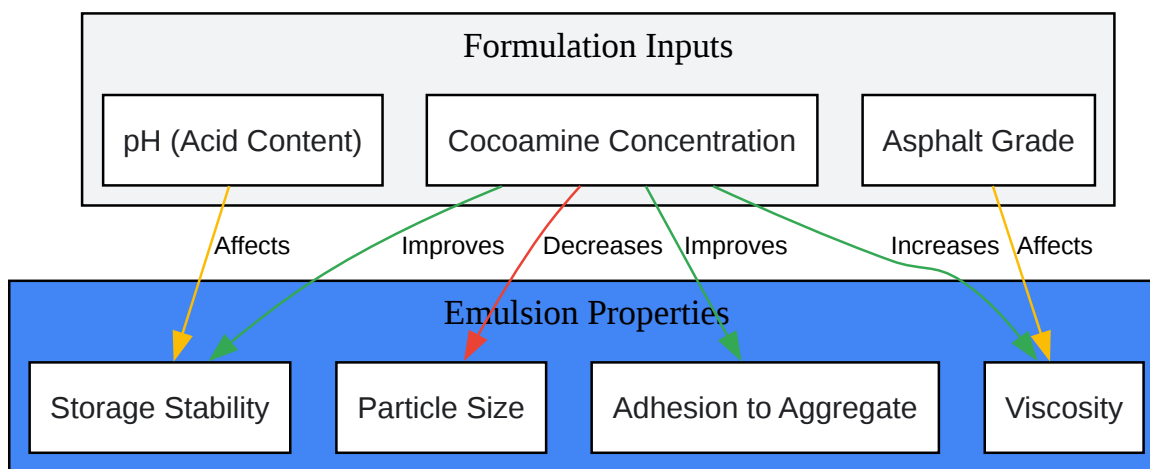 Formulation Inputs
pH (Acid Content)
Cocoamine Concentration
Asphalt Grade
Affects
Improves
Decreases
Improves
Increases
Affects
Emulsion Properties
Storage Stability
Particle Size
Adhesion to Aggregate
Viscosity